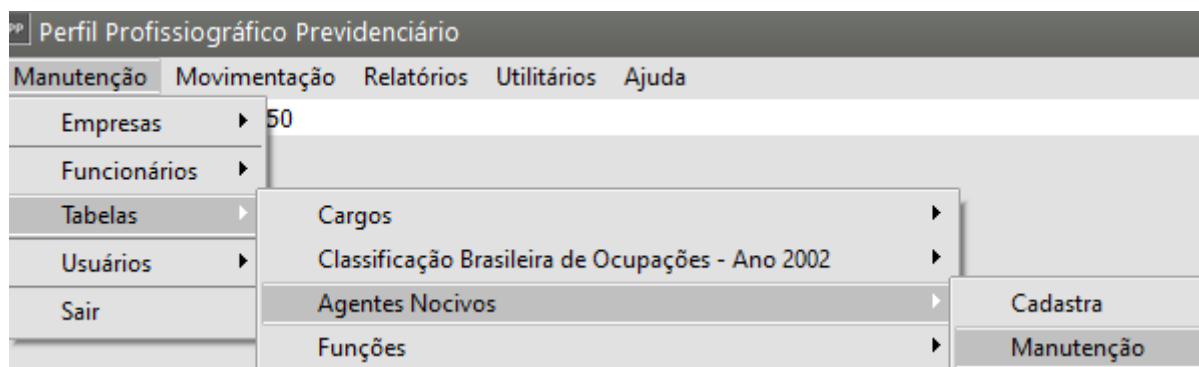 PP Perfil Profissiográfico Previdenciário
Manutenção Movimentação Relatórios Utilitários Ajuda
Empresas 50
Funcionários
Tabelas Cargos
Usuários Classificação Brasileira de Ocupações - Ano 2002
Sair Agentes Nocivos Cadastra
Funções Manutenção